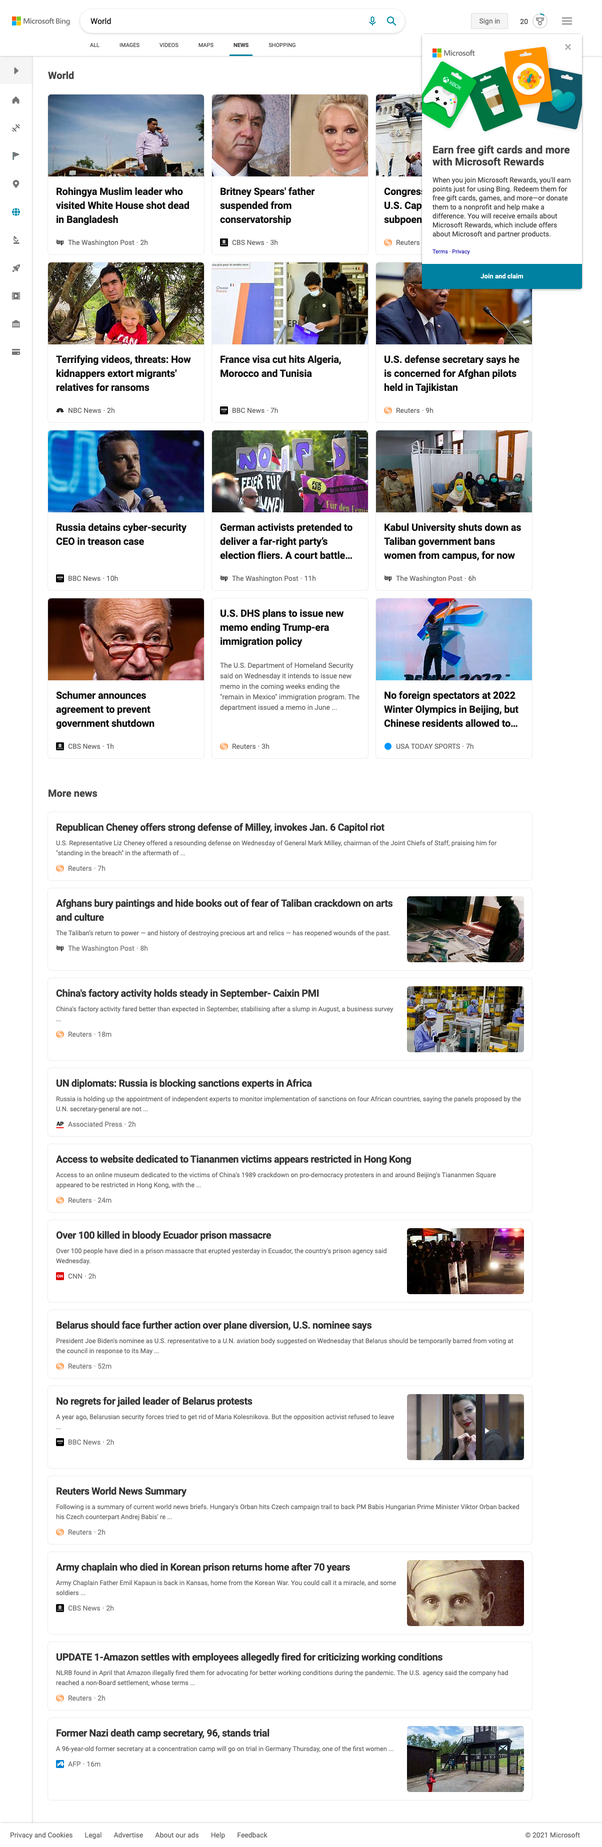 Microsoft Bing
World
Sign in
20
ALL
IMAGES
VIDEOS
MAPS
NEWS
SHOPPING
Microsoft
XBOX
Earn free gift cards and more
with Microsoft Rewards
When you join Microsoft Rewards, you'll earn
points just for using Bing. Redeem them for
free gift cards, games, and more—or donate
them to a nonprofit and help make a
difference. You will receive emails about
Microsoft Rewards, which include offers
about Microsoft and partner products.
Terms · Privacy
Join and claim
World
Rohingya Muslim leader who
visited White House shot dead
in Bangladesh
The Washington Post · 2h
Britney Spears' father
suspended from
conservatorship
CBS News · 3h
Congres
U.S. Cap
subpoen
Reuters
Terrifying videos, threats: How
kidnappers extort migrants'
relatives for ransoms
NBC News · 2h
France visa cut hits Algeria,
Morocco and Tunisia
BBC News · 7h
U.S. defense secretary says he
is concerned for Afghan pilots
held in Tajikistan
Reuters · 9h
Russia detains cyber-security
CEO in treason case
BBC News · 10h
NO AFD
FEIER FÜR
German activists pretended to
deliver a far-right party's
election fliers. A court battle...
The Washington Post · 11h
Kabul University shuts down as
Taliban government bans
women from campus, for now
The Washington Post · 6h
Schumer announces
agreement to prevent
government shutdown
CBS News · 1h
U.S. DHS plans to issue new
memo ending Trump-era
immigration policy
The U.S. Department of Homeland Security
said on Wednesday it intends to issue new
memo in the coming weeks ending the
"remain in Mexico" immigration program. The
department issued a memo in June ...
Reuters · 3h
BEIJING 2022
No foreign spectators at 2022
Winter Olympics in Beijing, but
Chinese residents allowed to...
USA TODAY SPORTS · 7h
More news
Republican Cheney offers strong defense of Milley, invokes Jan. 6 Capitol riot
U.S. Representative Liz Cheney offered a resounding defense on Wednesday of General Mark Milley, chairman of the Joint Chiefs of Staff, praising him for
"standing in the breach" in the aftermath of ...
Reuters · 7h
Afghans bury paintings and hide books out of fear of Taliban crackdown on arts
and culture
The Taliban's return to power — and history of destroying precious art and relics — has reopened wounds of the past.
The Washington Post · 8h
China's factory activity holds steady in September- Caixin PMI
China's factory activity fared better than expected in September, stabilising after a slump in August, a business survey
...
Reuters · 18m
UN diplomats: Russia is blocking sanctions experts in Africa
Russia is holding up the appointment of independent experts to monitor implementation of sanctions on four African countries, saying the panels proposed by the
U.N. secretary-general are not ...
AP Associated Press · 2h
Access to website dedicated to Tiananmen victims appears restricted in Hong Kong
Access to an online museum dedicated to the victims of China's 1989 crackdown on pro-democracy protesters in and around Beijing's Tiananmen Square
appeared to be restricted in Hong Kong, with the ...
Reuters · 24m
Over 100 killed in bloody Ecuador prison massacre
Over 100 people have died in a prison massacre that erupted yesterday in Ecuador, the country's prison agency said
Wednesday.
CNN · 2h
Belarus should face further action over plane diversion, U.S. nominee says
President Joe Biden's nominee as U.S. representative to a U.N. aviation body suggested on Wednesday that Belarus should be temporarily barred from voting at
the council in response to its May ...
Reuters · 52m
No regrets for jailed leader of Belarus protests
A year ago, Belarusian security forces tried to get rid of Maria Kolesnikova. But the opposition activist refused to leave
...
BBC News · 2h
Reuters World News Summary
Following is a summary of current world news briefs. Hungary's Orban hits Czech campaign trail to back PM Babis Hungarian Prime Minister Viktor Orban backed
his Czech counterpart Andrej Babis' re ...
Reuters · 2h
Army chaplain who died in Korean prison returns home after 70 years
Army Chaplain Father Emil Kapaun is back in Kansas, home from the Korean War. You could call it a miracle, and some
soldiers ...
CBS News · 2h
UPDATE 1-Amazon settles with employees allegedly fired for criticizing working conditions
NLRB found in April that Amazon illegally fired them for advocating for better working conditions during the pandemic. The U.S. agency said the company had
reached a non-Board settlement, whose terms ...
Reuters · 2h
Former Nazi death camp secretary, 96, stands trial
A 96-year-old former secretary at a concentration camp will go on trial in Germany Thursday, one of the first women ...
AFP · 16m
Privacy and Cookies
Legal
Advertise
About our ads
Help
Feedback
© 2021 Microsoft